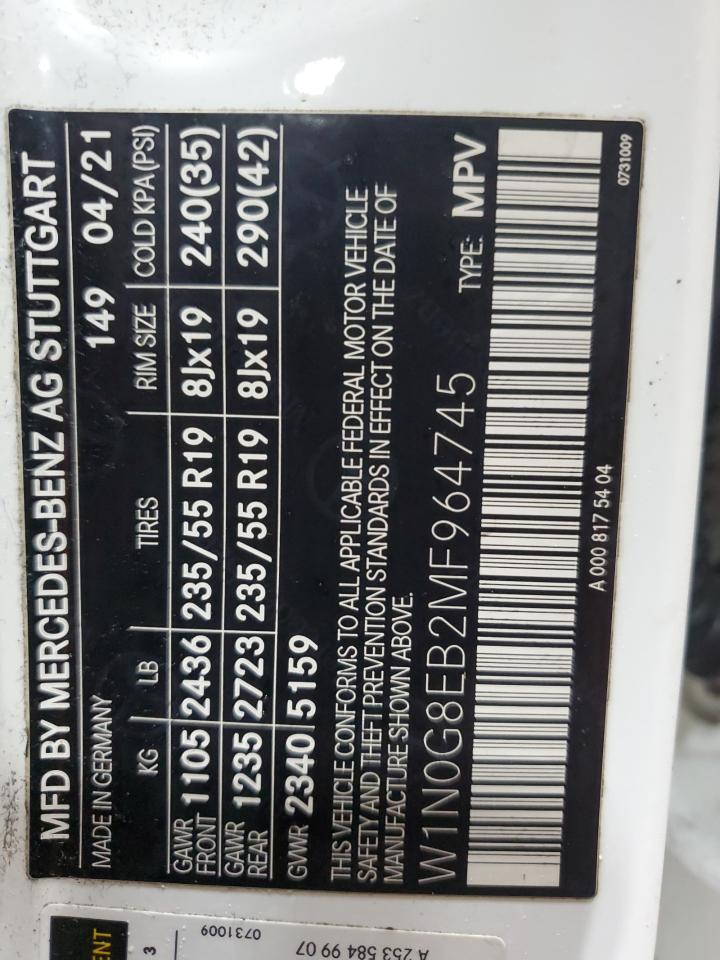 MFD BY MERCEDES-BENZ AG STUTTGART
MADE IN GERMANY 149 04/21
KG LB TIRES RIM SIZE COLD KPA (PSI)
GAWR FRONT 1105 2436 235/55 R19 8Jx19 240(35)
GAWR REAR 1235 2723 235/55 R19 8Jx19 290(42)
GVWR 2340 5159
THIS VEHICLE CONFORMS TO ALL APPLICABLE FEDERAL MOTOR VEHICLE
SAFETY AND THEFT PREVENTION STANDARDS IN EFFECT ON THE DATE OF
MANUFACTURE SHOWN ABOVE.
W1N0G8EB2MF964745 TYPE: MPV
A 000 817 54 04 0731009
ENT
3
0731009
A 253 584 99 07